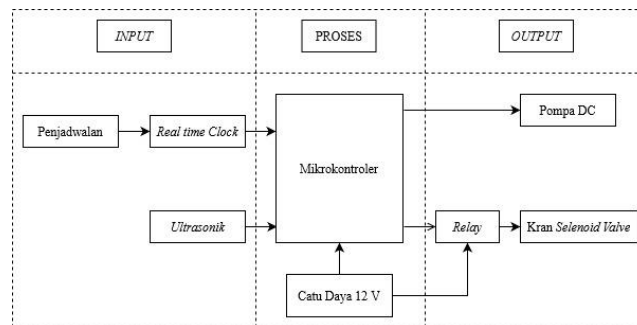 INPUT
PROSES
OUTPUT
Penjadwalan
Real time Clock
Mikrokontroler
Pompa DC
Ultrasonik
Relay
Kran Selenoid Valve
Catu Daya 12 V